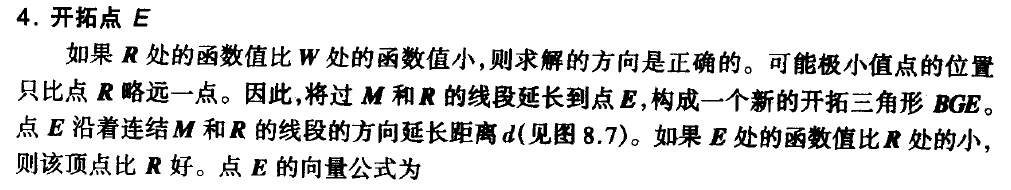 4. 开拓点 E
如果 R 处的函数值比 W 处的函数值小,则求解的方向是正确的。可能极小值点的位置
只比点 R 略远一点。因此,将过 M 和 R 的线段延长到点 E,构成一个新的开拓三角形 BGE。
点 E 沿着连结 M 和 R 的线段的方向延长距离 d(见图 8.7)。如果 E 处的函数值比 R 处的小,
则该顶点比 R 好。点 E 的向量公式为